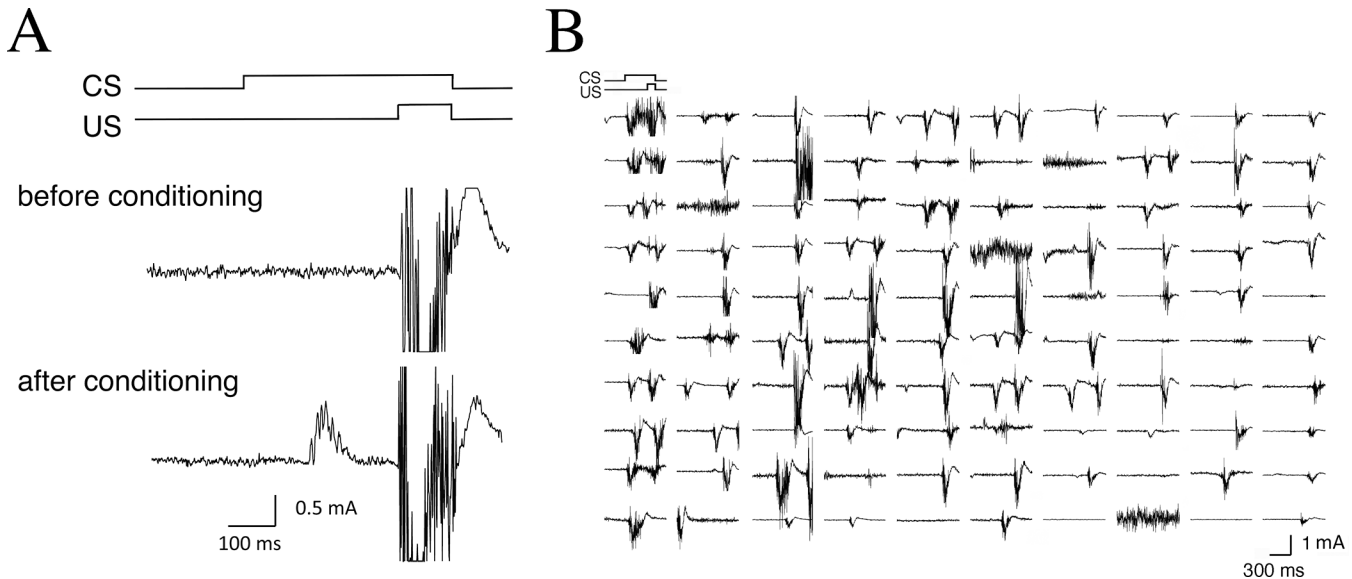 A
CS
US
before conditioning
after conditioning
0.5 mA
100 ms
B
CS
US
1 mA
300 ms